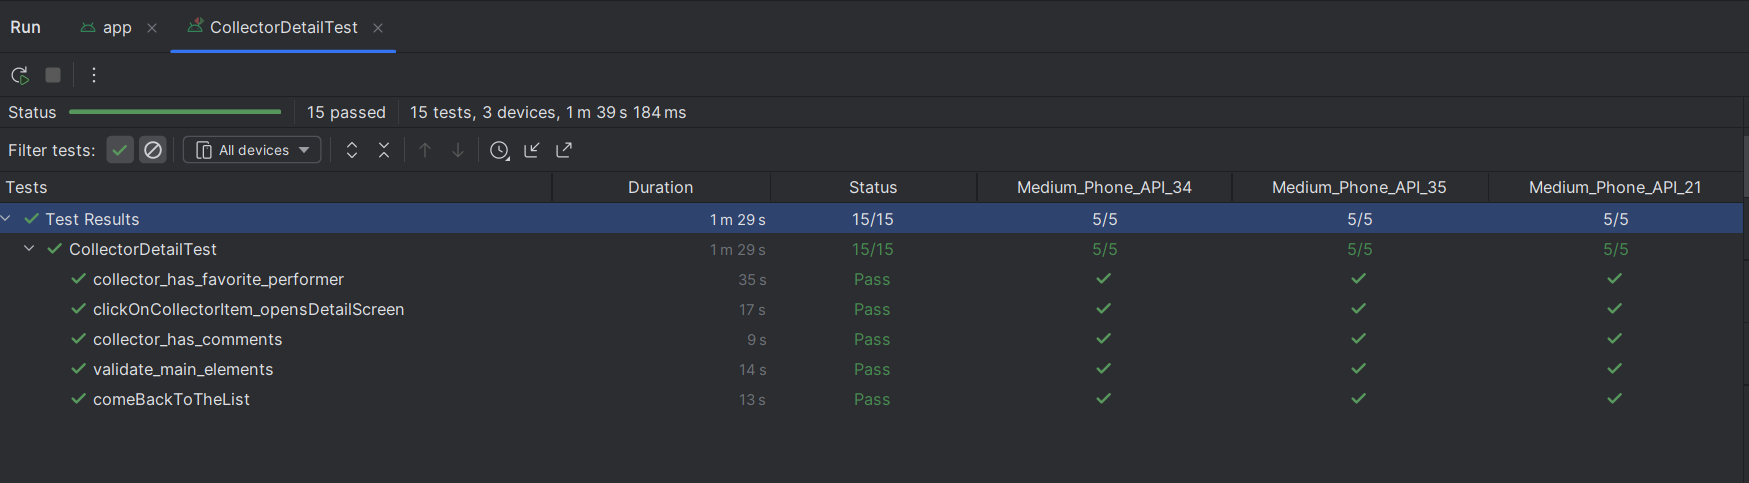 Run app CollectorDetailTest
Status 15 passed 15 tests, 3 devices, 1 m 39 s 184 ms
Filter tests: All devices
Tests Duration Status Medium_Phone_API_34 Medium_Phone_API_35 Medium_Phone_API_21
Test Results 1 m 29 s 15/15 5/5 5/5 5/5
CollectorDetailTest 1 m 29 s 15/15 5/5 5/5 5/5
collector_has_favorite_performer 35 s Pass
clickOnCollectorItem_opensDetailScreen 17 s Pass
collector_has_comments 9 s Pass
validate_main_elements 14 s Pass
comeBackToTheList 13 s Pass